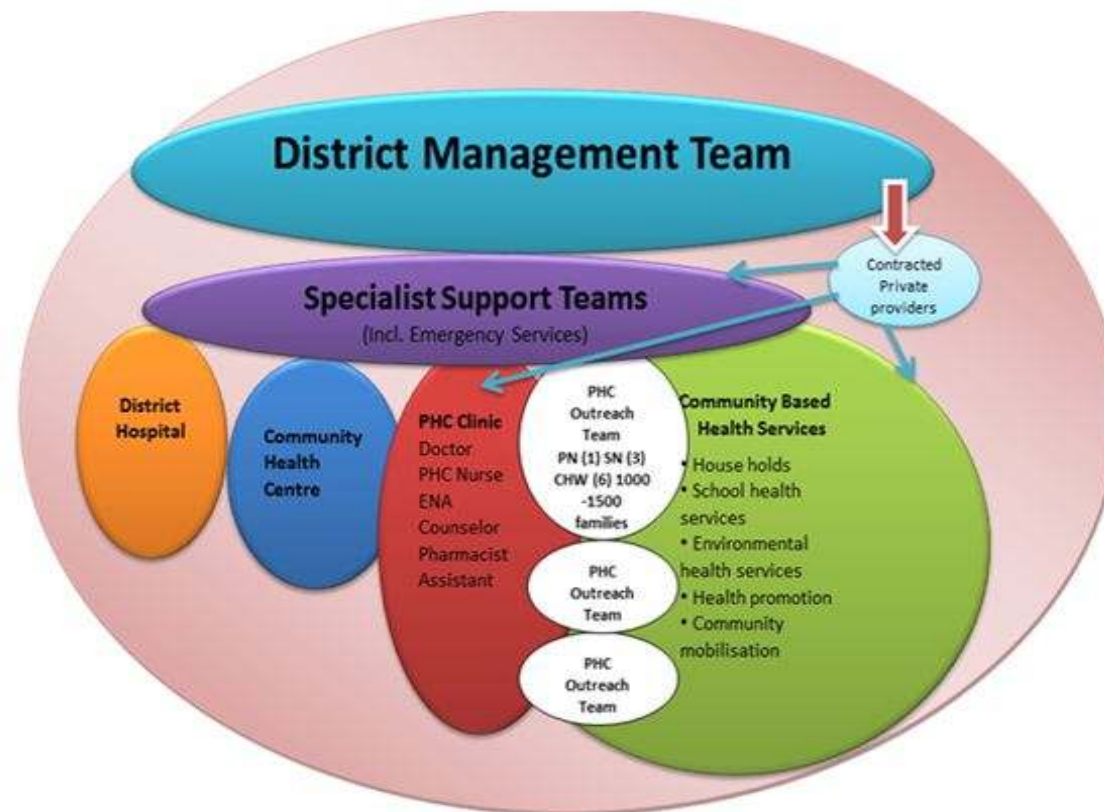 District Management Team
Contracted
Private
providers
Specialist Support Teams
(Incl. Emergency Services)
District
Hospital
Community
Health
Centre
PHC Clinic
Doctor
PHC Nurse
ENA
Counselor
Pharmacist
Assistant
PHC
Outreach
Team
PN (1) SN (3)
CHW (6) 1000
-1500
families
PHC
Outreach
Team
PHC
Outreach
Team
Community Based
Health Services
• House holds
• School health
services
• Environmental
health services
• Health promotion
• Community
mobilisation